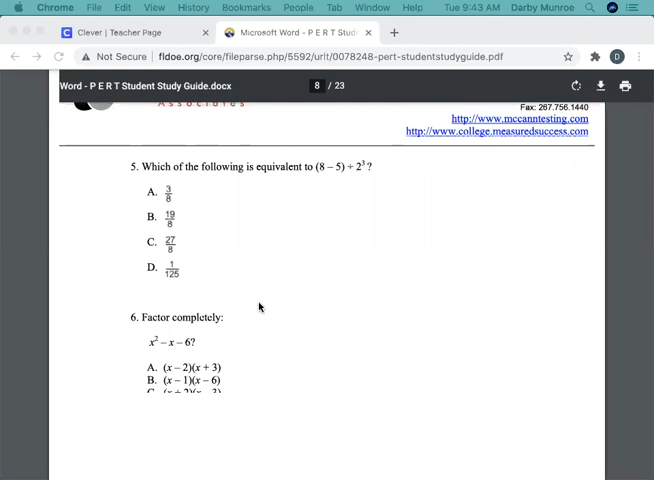 Chrome File Edit View History Bookmarks People Tab Window Help Tue 9:43 AM Darby Munroe
Clever | Teacher Page
Microsoft Word - P E R T Stud
Not Secure | fldoe.org/core/fileparse.php/5592/urlt/0078248-pert-studentstudyguide.pdf
D
Word - P E R T Student Study Guide.docx 8 / 23
Associates
Fax: 267.756.1440
http://www.mccanntesting.com
http://www.college.measuredsuccess.com
5. Which of the following is equivalent to (8 – 5) ÷ 2³ ?
A. 3/8
B. 19/8
C. 27/8
D. 1/125
6. Factor completely:
x² – x – 6?
A. (x – 2)(x + 3)
B. (x – 1)(x – 6)
C. (x + 2)(x – 3)